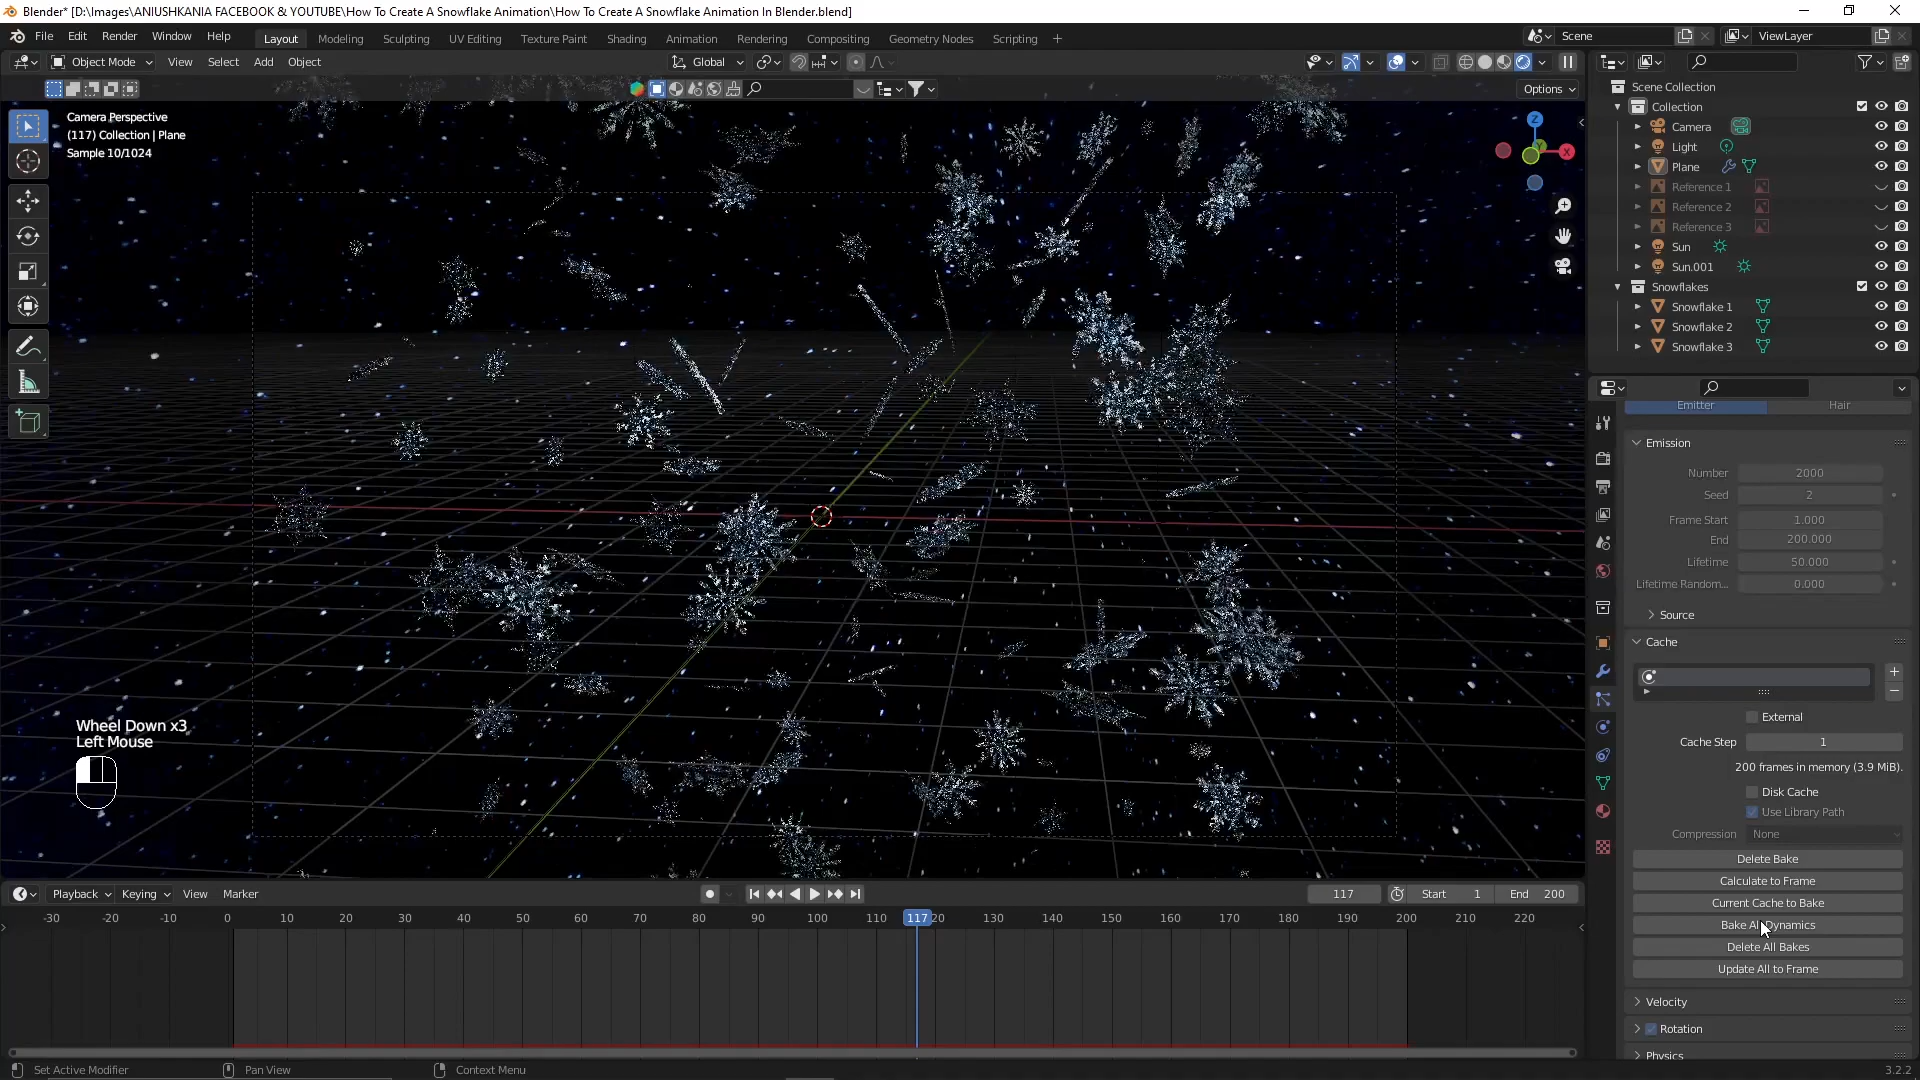 Blender* [D:\Images\ANIUSHKANIA FACEBOOK & YOUTUBE\How To Create A Snowflake Animation\How To Create A Snowflake Animation In Blender.blend]
File Edit Render Window Help Layout Modeling Sculpting UV Editing Texture Paint Shading Animation Rendering Compositing Geometry Nodes Scripting + Scene ViewLayer
Object Mode View Select Add Object Global
Options
Camera Perspective
(117) Collection | Plane
Sample 10/1024
Z
X
Scene Collection
Collection
Camera
Light
Plane
Reference 1
Reference 2
Reference 3
Sun
Sun.001
Snowflakes
Snowflake 1
Snowflake 2
Snowflake 3
Emitter Hair
Emission
Number 2000
Seed 2
Frame Start 1.000
End 200.000
Lifetime 50.000
Lifetime Random... 0.000
Source
Cache
External
Cache Step 1
200 frames in memory (3.9 MiB).
Disk Cache
Use Library Path
Compression None
Delete Bake
Calculate to Frame
Current Cache to Bake
Bake All Dynamics
Delete All Bakes
Update All to Frame
Velocity
Rotation
Physics
Wheel Down x3
Left Mouse
Playback Keying View Marker 117 Start 1 End 200
-30 -20 -10 0 10 20 30 40 50 60 70 80 90 100 110 117 120 130 140 150 160 170 180 190 200 210 220
Set Active Modifier Pan View Context Menu 3.2.2